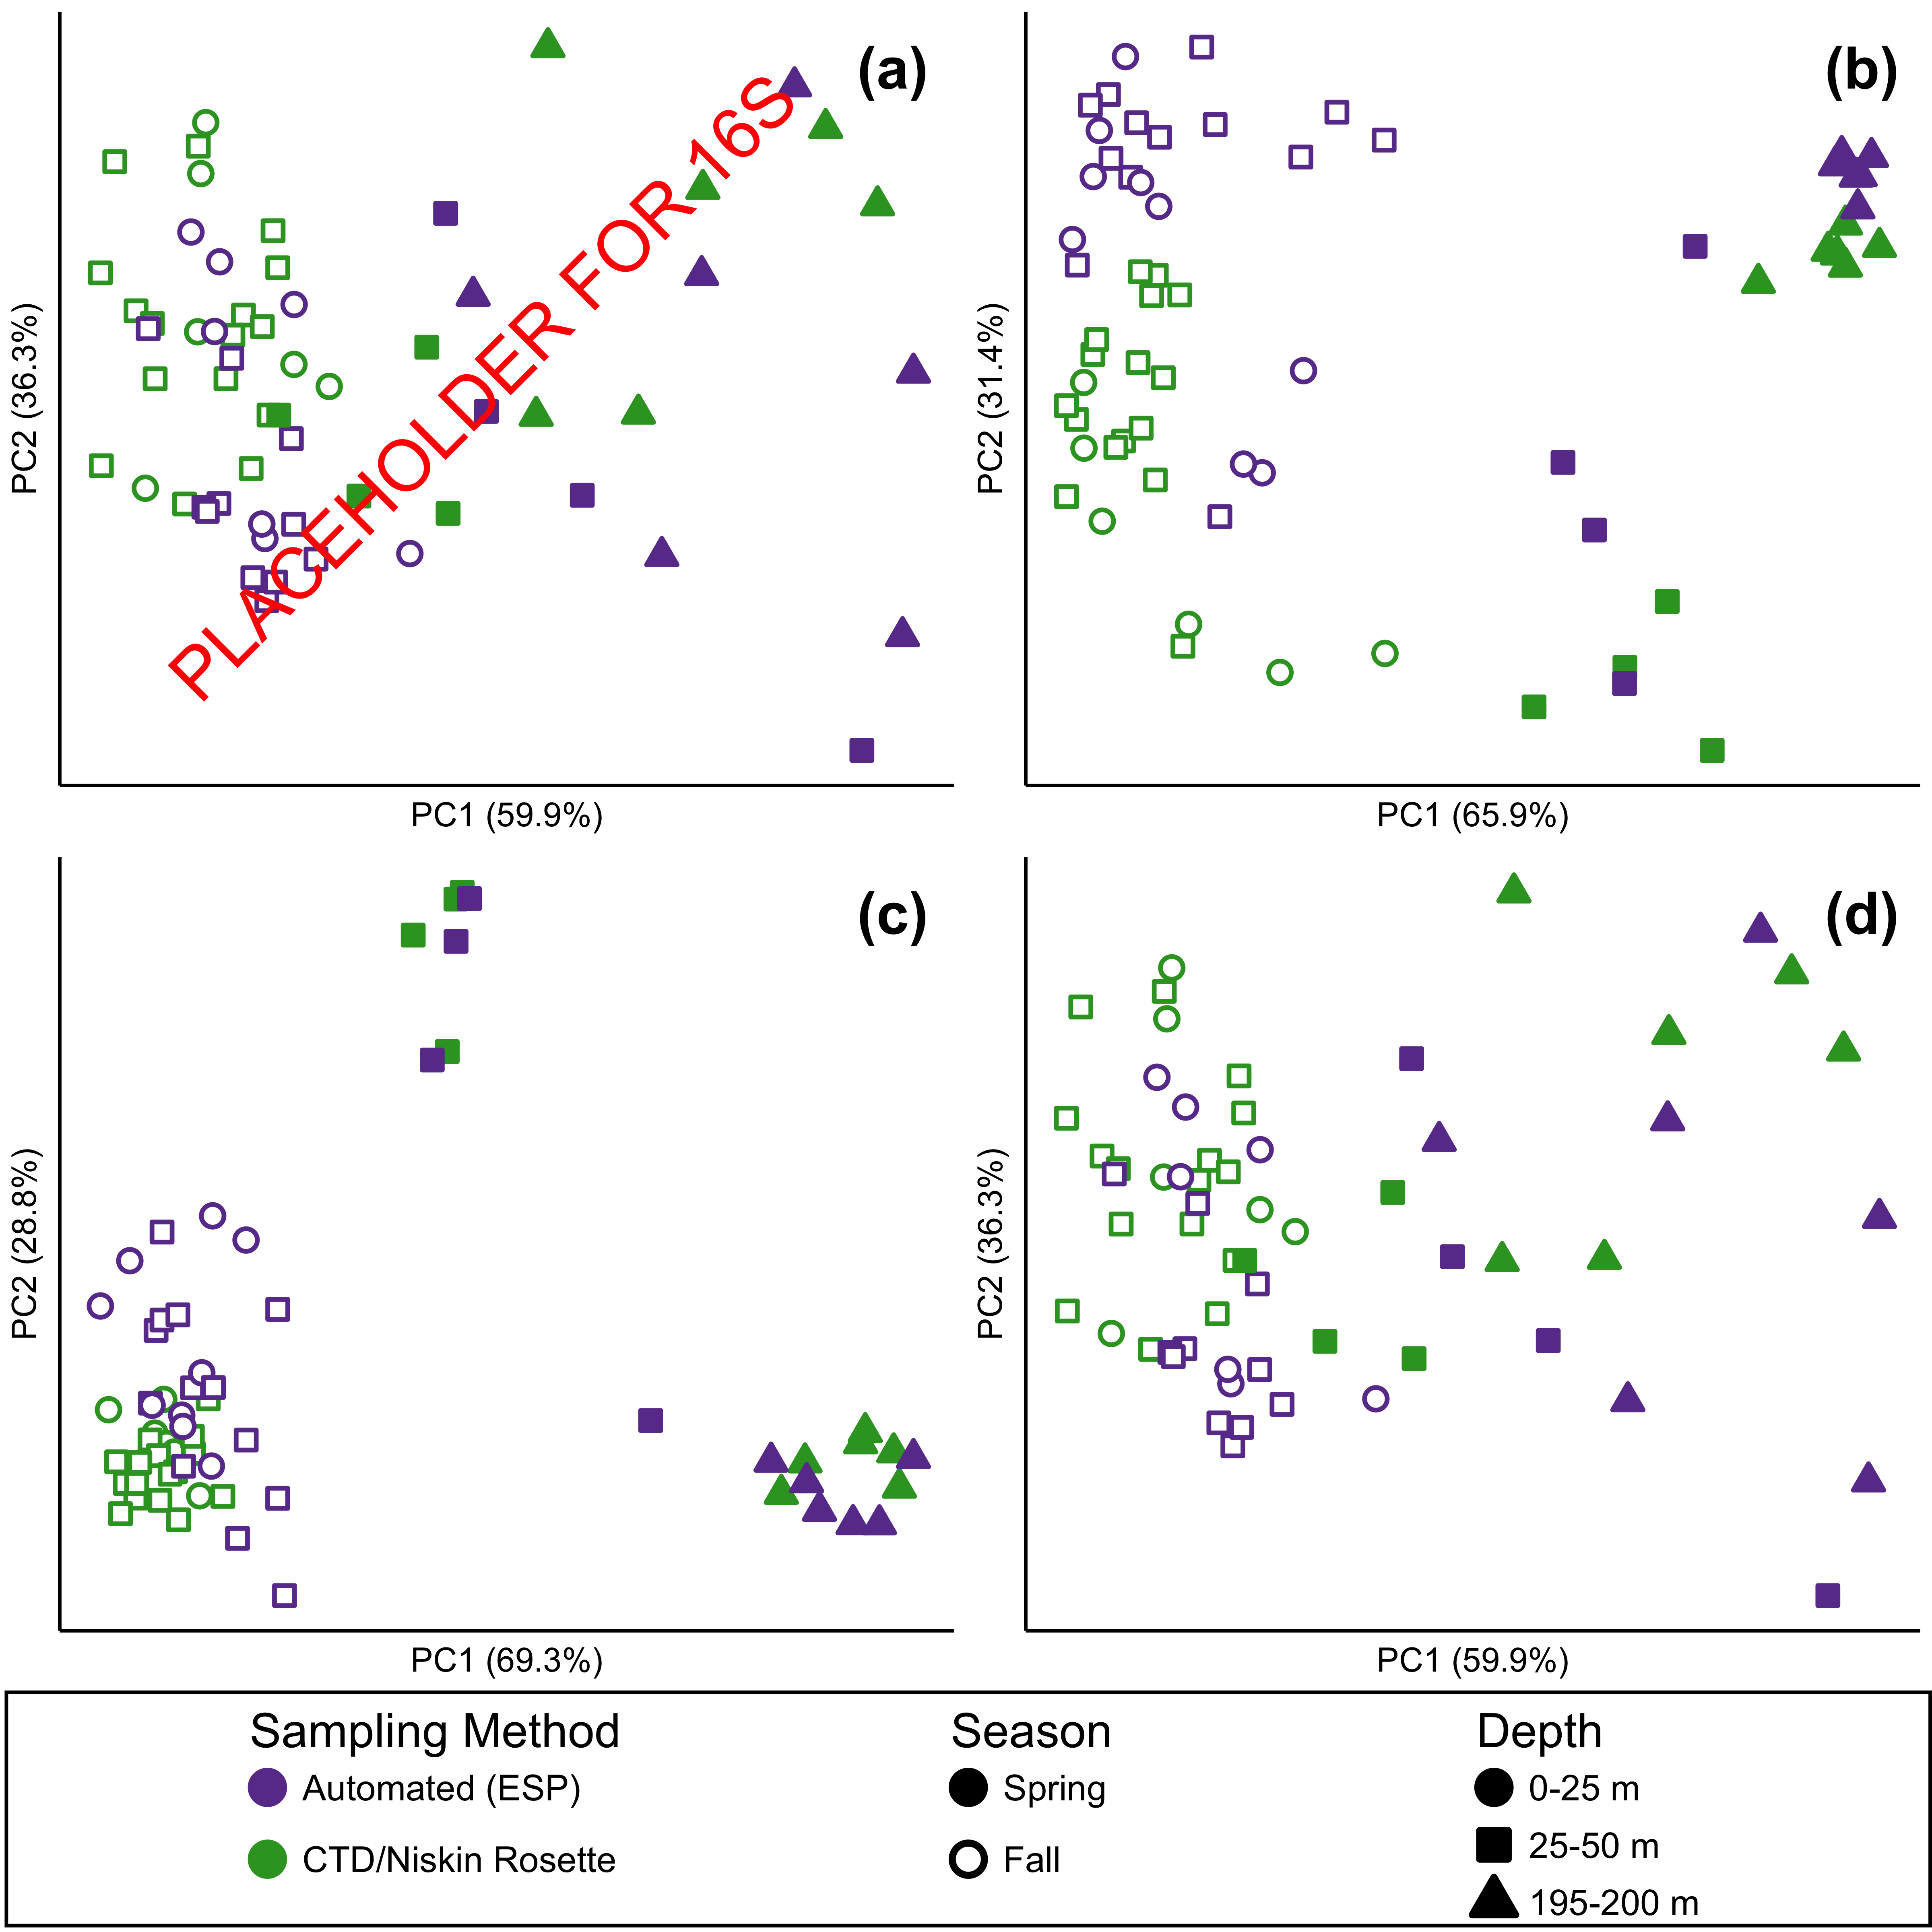 (a)
PLACEHOLDER FOR 16S
PC2 (36.3%)
PC1 (59.9%)
(b)
PC2 (31.4%)
PC1 (65.9%)
(c)
PC2 (28.8%)
PC1 (69.3%)
(d)
PC2 (36.3%)
PC1 (59.9%)
Sampling Method
Automated (ESP)
CTD/Niskin Rosette
Season
Spring
Fall
Depth
0-25 m
25-50 m
195-200 m